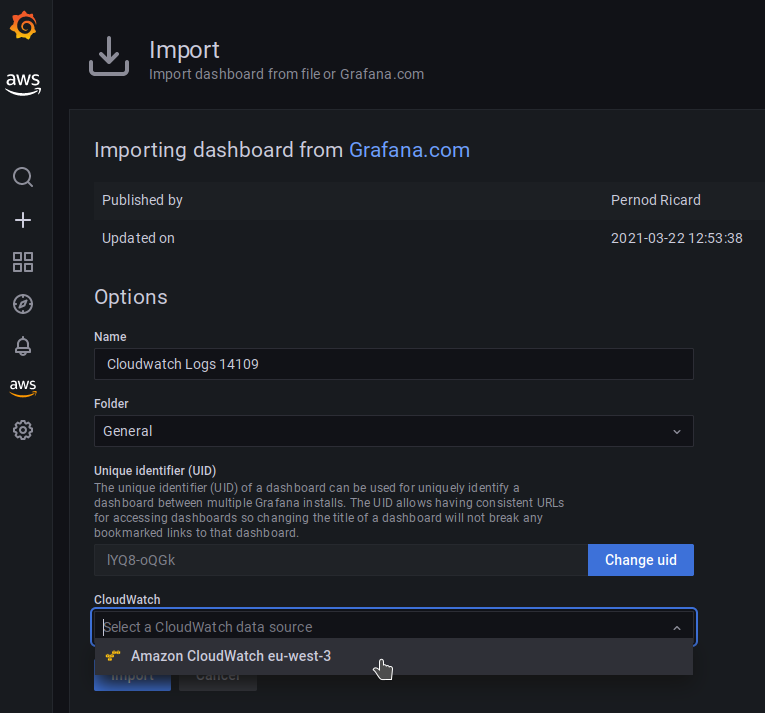 Import
aws
Import dashboard from file or Grafana.com
Importing dashboard from Grafana.com
Published by Pernod Ricard
Updated on 2021-03-22 12:53:38
Options
Name
Cloudwatch Logs 14109
aws
Folder
General
Unique identifier (UID)
The unique identifier (UID) of a dashboard can be used for uniquely identify a
dashboard between multiple Grafana installs. The UID allows having consistent URLs
for accessing dashboards so changing the title of a dashboard will not break any
bookmarked links to that dashboard.
lYQ8-oQGk Change uid
CloudWatch
Select a CloudWatch data source
Amazon CloudWatch eu-west-3
Import Cancel